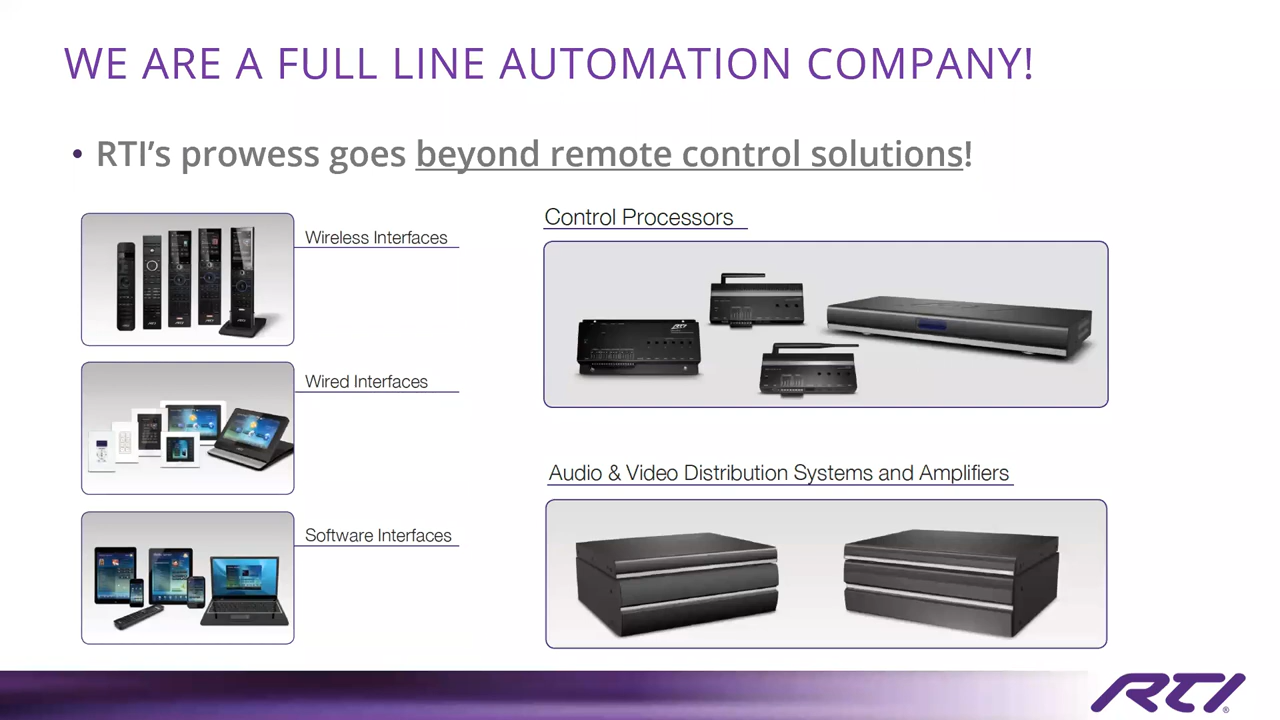 WE ARE A FULL LINE AUTOMATION COMPANY!
• RTI’s prowess goes beyond remote control solutions!
Wireless Interfaces
Wired Interfaces
Software Interfaces
Control Processors
RTI
Audio & Video Distribution Systems and Amplifiers
RTI®